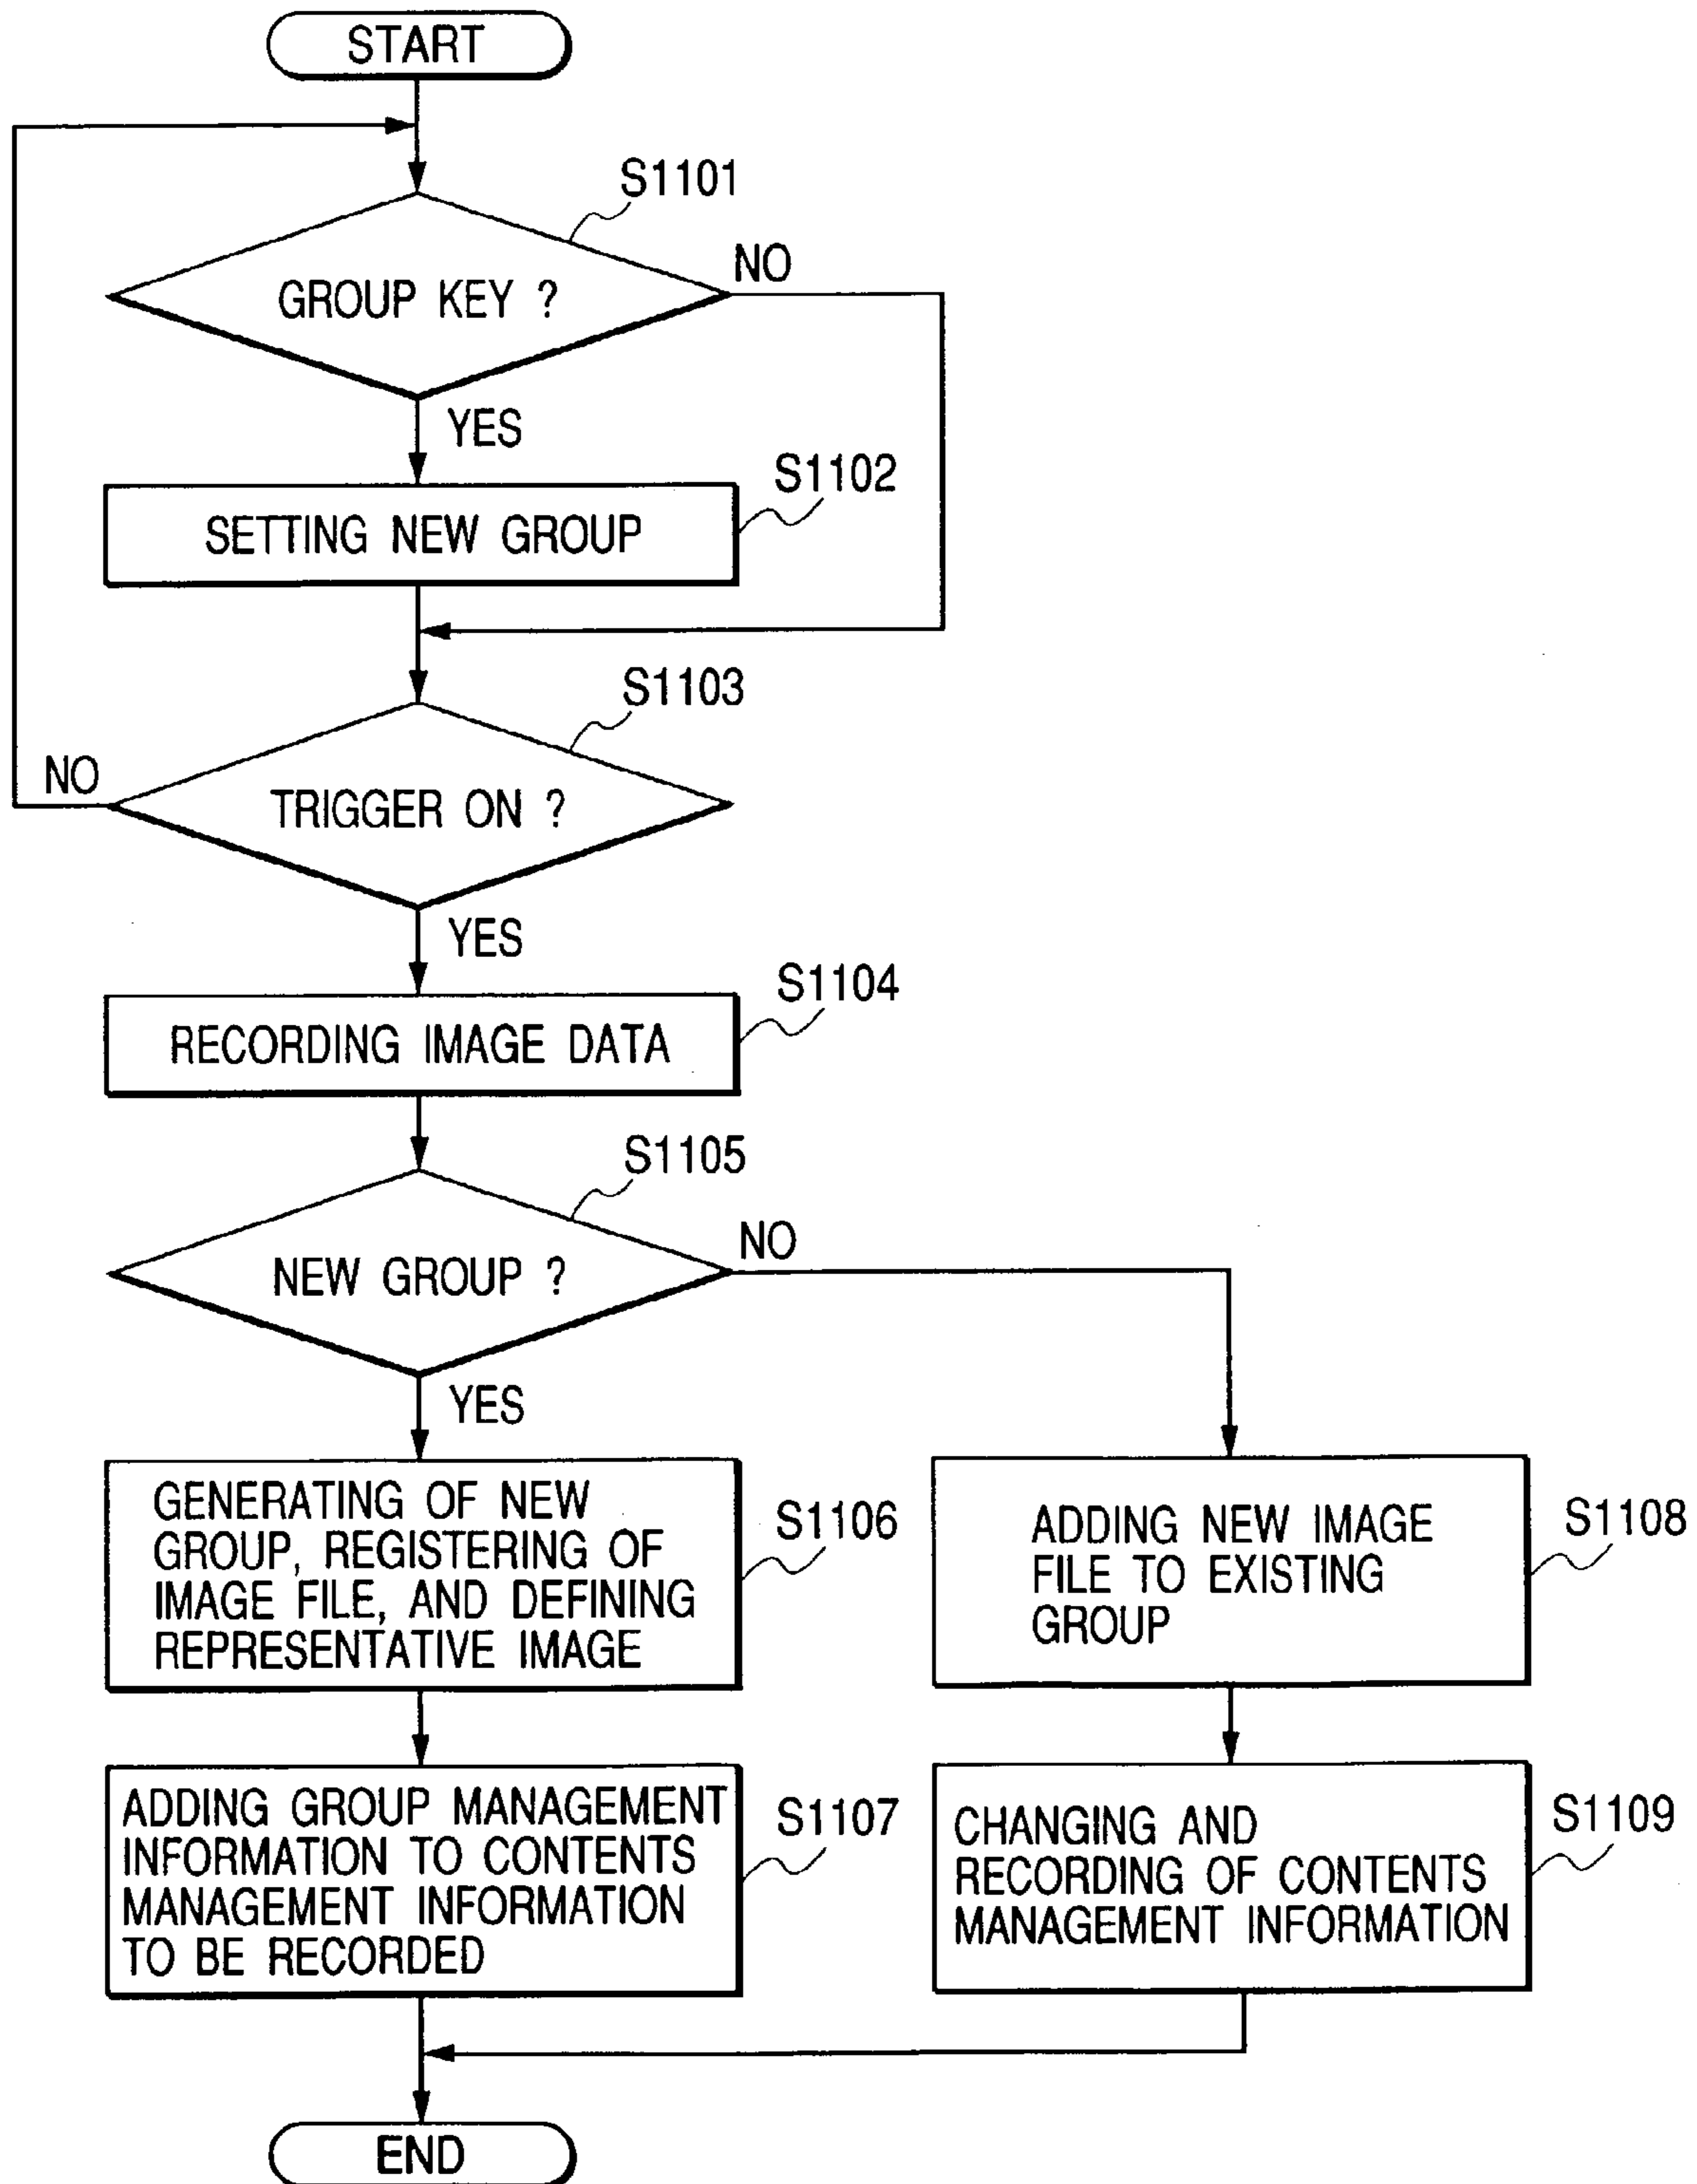 START
S1101
GROUP KEY ?
NO
YES
S1102
SETTING NEW GROUP
S1103
NO
TRIGGER ON ?
YES
S1104
RECORDING IMAGE DATA
S1105
NEW GROUP ?
NO
YES
GENERATING OF NEW
GROUP, REGISTERING OF
IMAGE FILE, AND DEFINING
REPRESENTATIVE IMAGE
S1106
ADDING NEW IMAGE
FILE TO EXISTING
GROUP
S1108
ADDING GROUP MANAGEMENT
INFORMATION TO CONTENTS
MANAGEMENT INFORMATION
TO BE RECORDED
S1107
CHANGING AND
RECORDING OF CONTENTS
MANAGEMENT INFORMATION
S1109
END